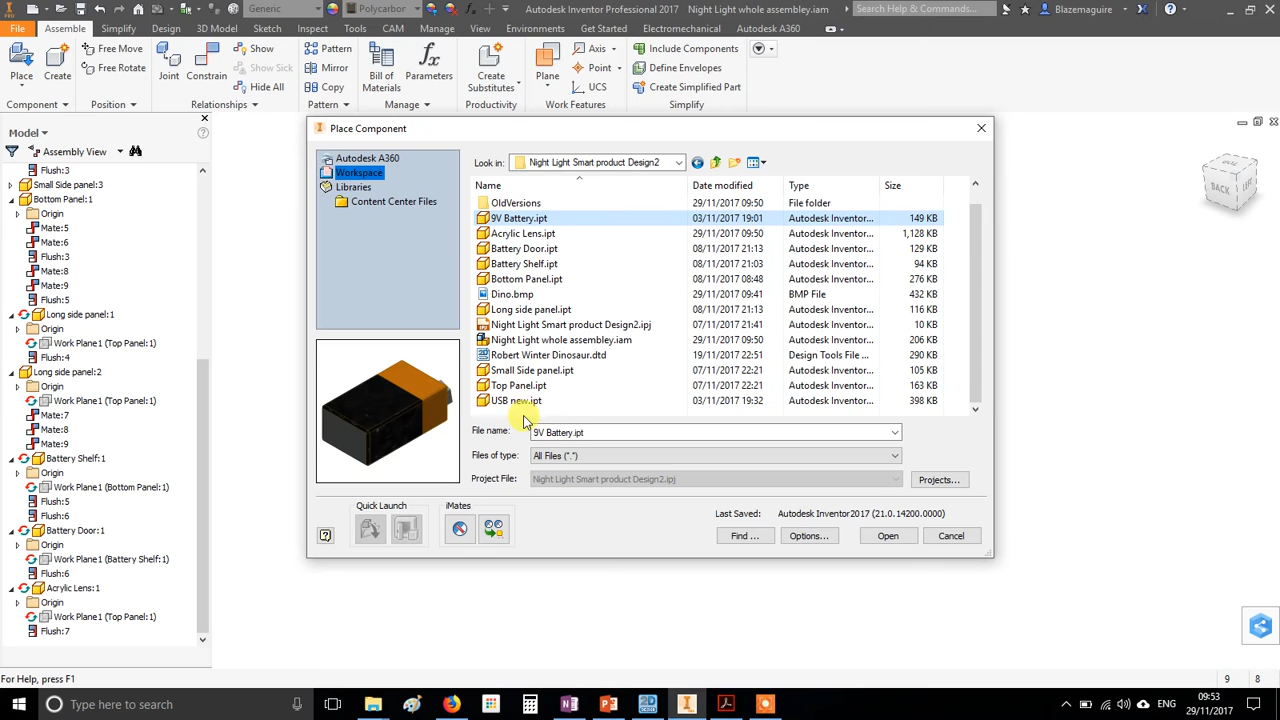 Generic
Polycarbor
Autodesk Inventor Professional 2017 Night Light whole assembley.iam
Search Help & Commands...
Blazemaguire
File Assemble Simplify Design 3D Model Sketch Inspect Tools CAM Manage View Environments Get Started Electromechanical Autodesk A360
Place Create
Free Move
Free Rotate
Joint Constrain
Show
Show Sick
Hide All
Pattern
Mirror
Copy
Bill of Materials
Parameters
Create Substitutes
Plane
Axis
Point
UCS
Include Components
Define Envelopes
Create Simplified Part
Component Position Relationships Pattern Manage Productivity Work Features Simplify
Model
Assembly View
Flush:3
Small Side panel:3
Bottom Panel:1
Origin
Mate:5
Mate:6
Flush:3
Mate:8
Mate:9
Flush:5
Long side panel:1
Origin
Work Plane1 (Top Panel:1)
Flush:4
Long side panel:2
Origin
Work Plane1 (Top Panel:1)
Mate:7
Mate:8
Mate:9
Battery Shelf:1
Origin
Work Plane1 (Bottom Panel:1)
Flush:5
Flush:6
Battery Door:1
Origin
Work Plane1 (Battery Shelf:1)
Flush:6
Acrylic Lens:1
Origin
Work Plane1 (Top Panel:1)
Flush:7
Place Component
Autodesk A360
Workspace
Libraries
Content Center Files
Look in: Night Light Smart product Design2
Name Date modified Type Size
OldVersions 29/11/2017 09:50 File folder
9V Battery.ipt 03/11/2017 19:01 Autodesk Inventor... 149 KB
Acrylic Lens.ipt 29/11/2017 09:50 Autodesk Inventor... 1,128 KB
Battery Door.ipt 08/11/2017 21:13 Autodesk Inventor... 129 KB
Battery Shelf.ipt 08/11/2017 21:03 Autodesk Inventor... 94 KB
Bottom Panel.ipt 08/11/2017 08:48 Autodesk Inventor... 276 KB
Dino.bmp 29/11/2017 09:41 BMP File 432 KB
Long side panel.ipt 08/11/2017 21:13 Autodesk Inventor... 116 KB
Night Light Smart product Design2.ipj 07/11/2017 21:41 Autodesk Inventor... 10 KB
Night Light whole assembley.iam 29/11/2017 09:50 Autodesk Inventor... 206 KB
Robert Winter Dinosaur.dtd 19/11/2017 22:51 Design Tools File ... 290 KB
Small Side panel.ipt 07/11/2017 22:21 Autodesk Inventor... 105 KB
Top Panel.ipt 07/11/2017 22:21 Autodesk Inventor... 163 KB
USB new.ipt 03/11/2017 19:32 Autodesk Inventor... 398 KB
File name: 9V Battery.ipt
Files of type: All Files (*.*)
Project File: Night Light Smart product Design2.ipj Projects...
Quick Launch iMates
Last Saved: Autodesk Inventor 2017 (21.0.14200.0000)
Find ... Options... Open Cancel
BACK LEFT
For Help, press F1
9 8
Type here to search
ENG
09:53
29/11/2017